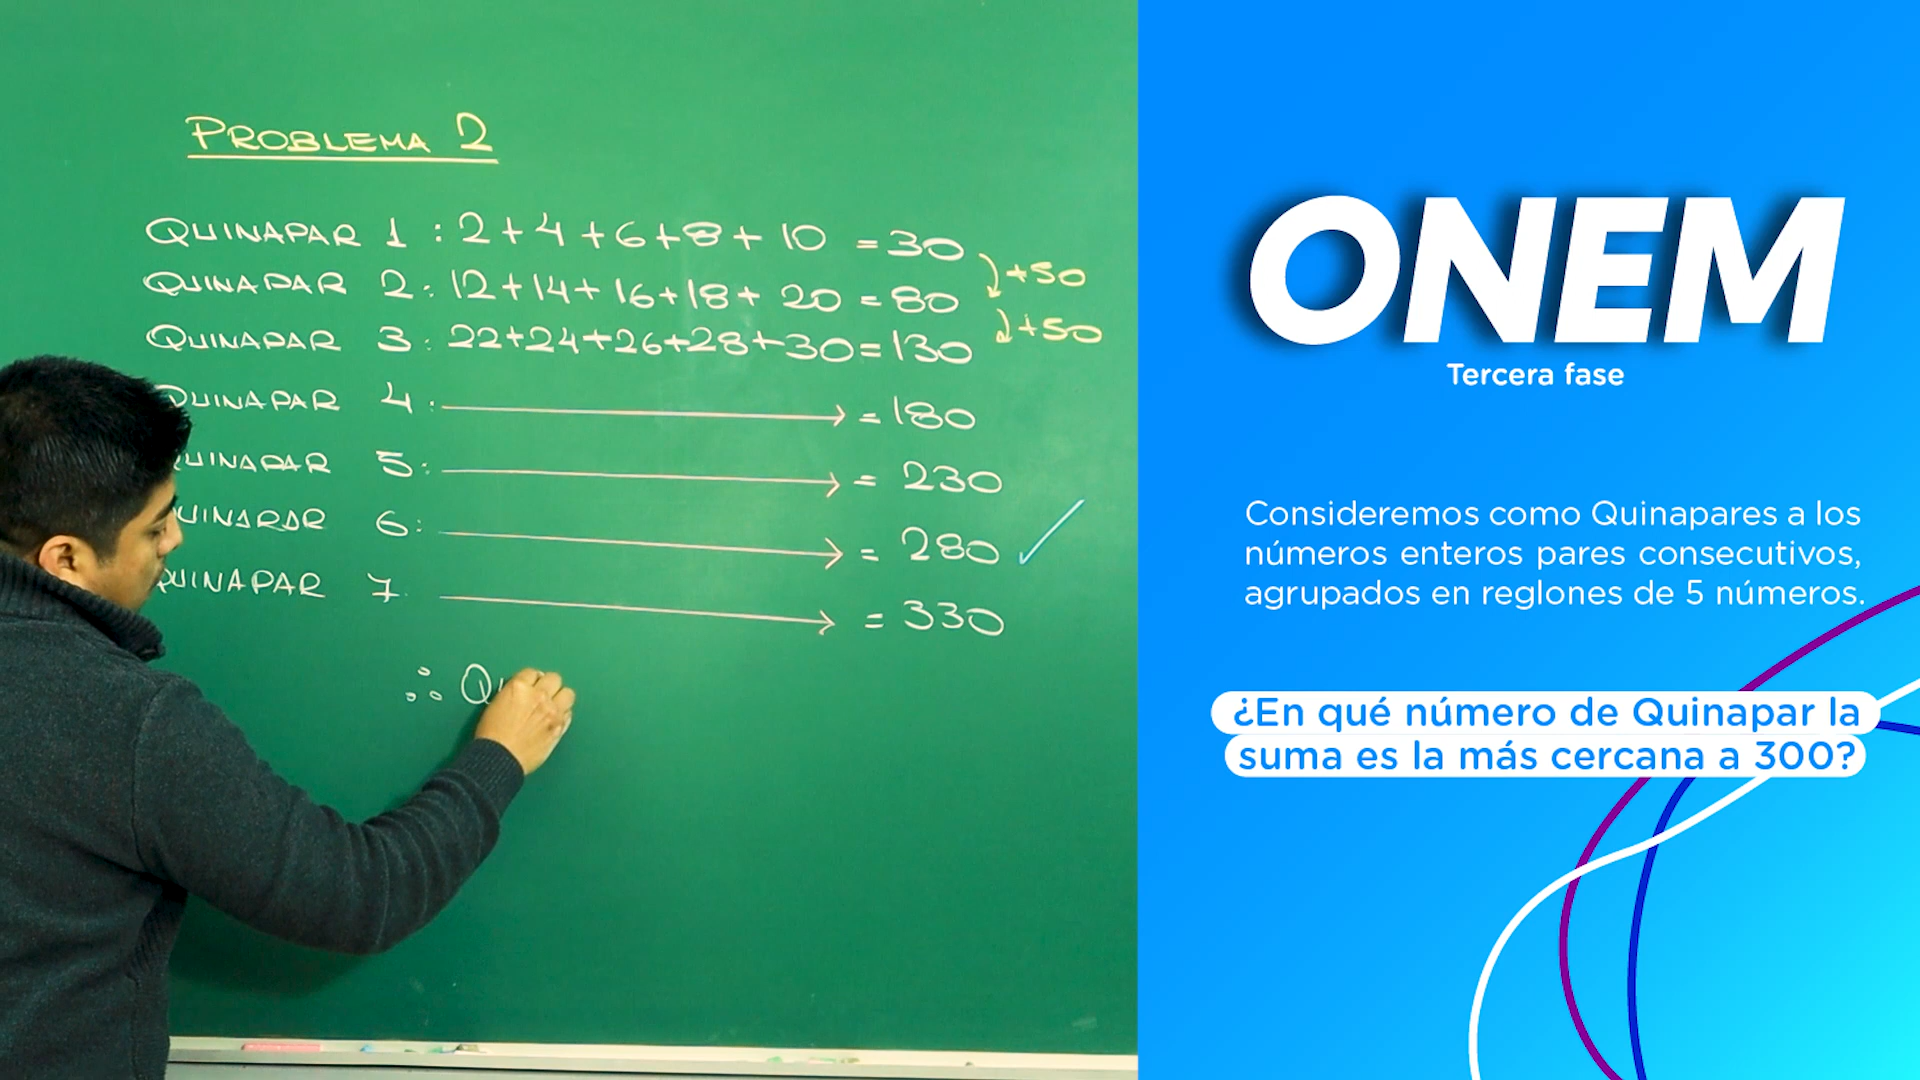 PROBLEMA 2
QUINAPAR 1 : 2+4+6+8+10 = 30
+50
QUINAPAR 2 : 12+14+16+18+20 = 80
+50
QUINAPAR 3 : 22+24+26+28+30 = 130
QUINAPAR 4 : → = 180
UINAPAR 5 : → = 230
UINAPAR 6 : → = 280 ✓
QUINAPAR 7 → = 330
∴ Q
ONEM
Tercera fase
Consideremos como Quinapares a los
números enteros pares consecutivos,
agrupados en reglones de 5 números.
¿En qué número de Quinapar la
suma es la más cercana a 300?